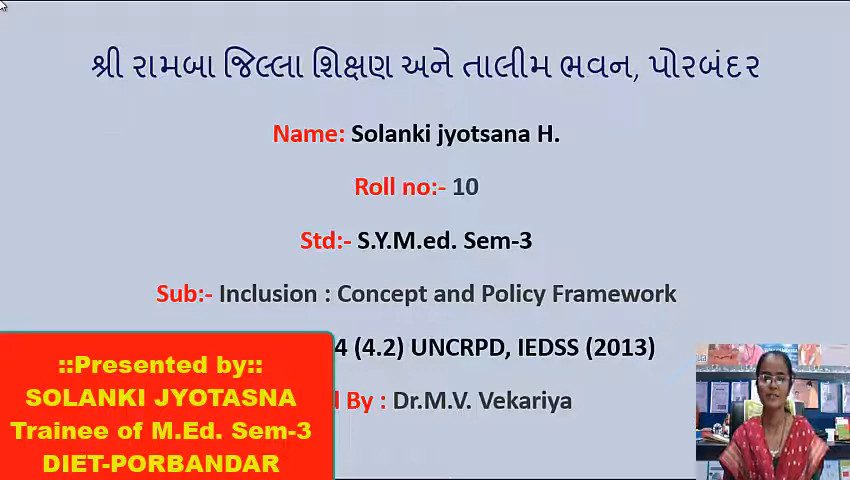 શ્રી રામબા જિલ્લા શિક્ષણ અને તાલીમ ભવન, પોરબંદર
Name: Solanki jyotsana H.
Roll no:- 10
Std:- S.Y.M.ed. Sem-3
Sub:- Inclusion : Concept and Policy Framework
4 (4.2) UNCRPD, IEDSS (2013)
By : Dr.M.V. Vekariya
::Presented by::
SOLANKI JYOTASNA
Trainee of M.Ed. Sem-3
DIET-PORBANDAR